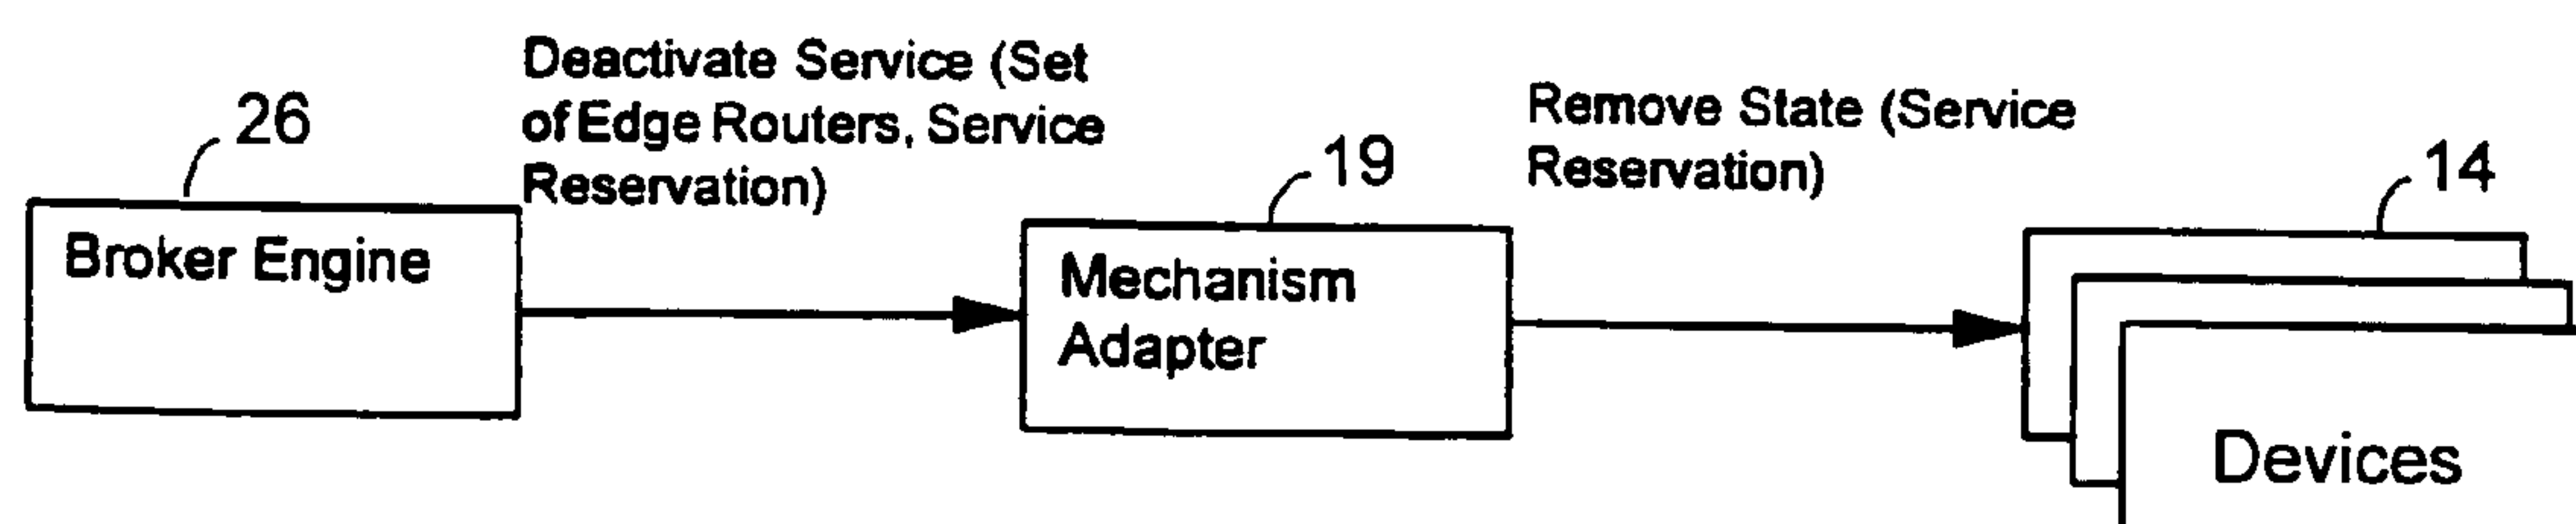 26
Deactivate Service (Set
of Edge Routers, Service
Reservation)
19
Remove State (Service
Reservation)
14
Broker Engine
Mechanism
Adapter
Devices